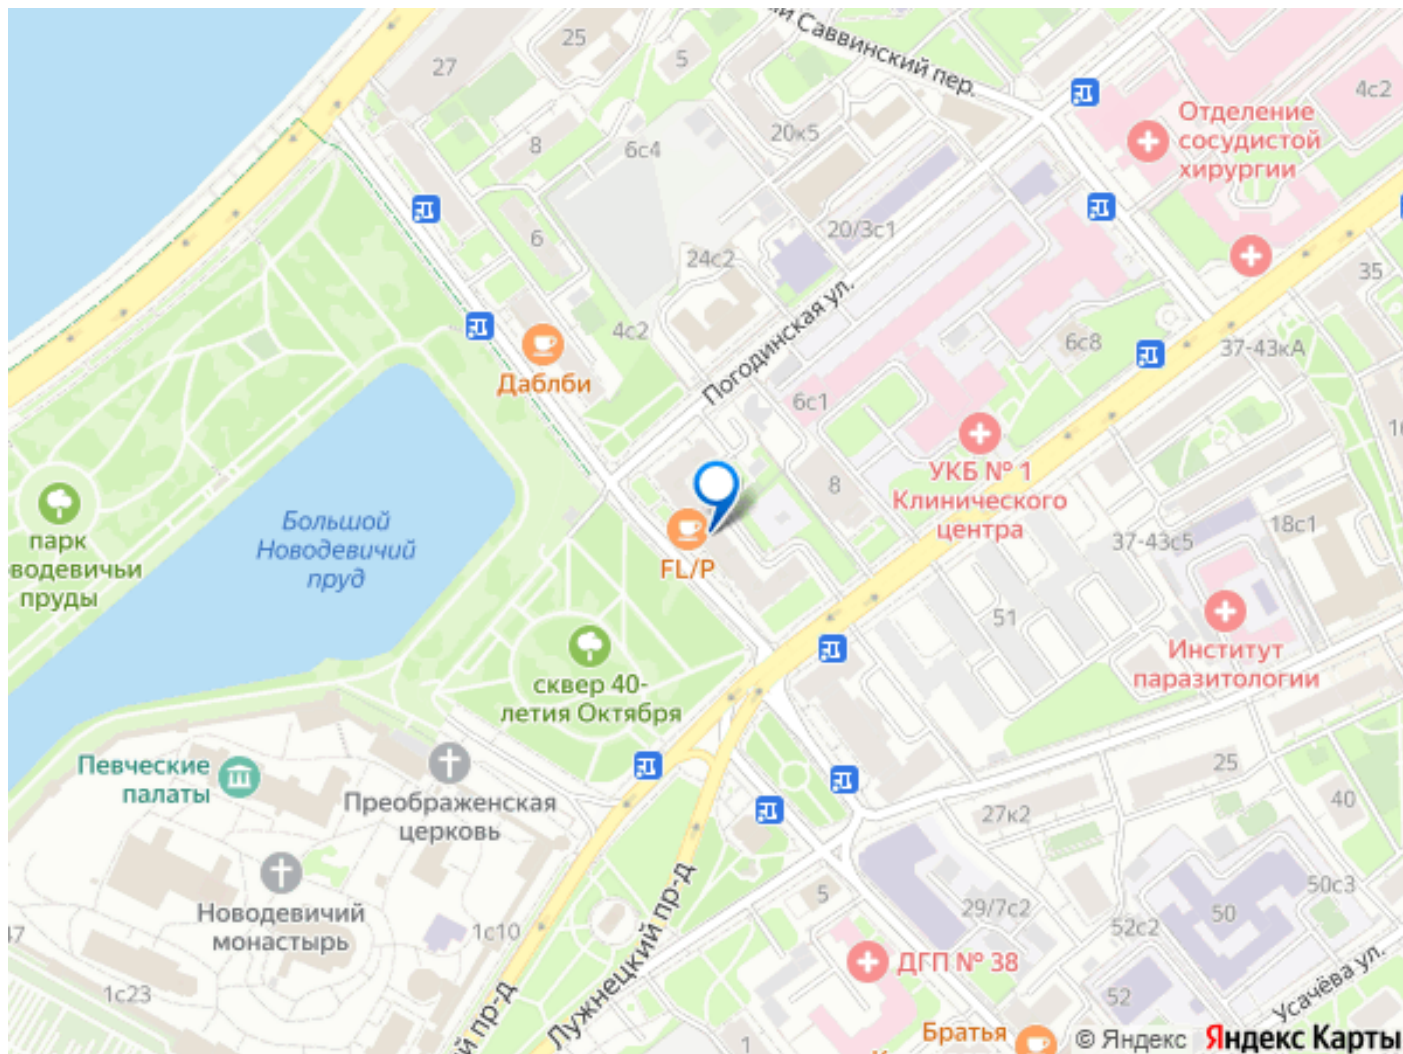 й Саввинский пер.
25
27
5
4с2
Отделение
сосудистой
хирургии
20к5
8
6с4
6
20/3с1
24с2
35
4с2
Погодинская ул.
6с8
37-43кА
Даблби
6с1
УКБ № 1
Клинического
центра
8
18с1
Большой
Новодевичий
пруд
парк
водевичьи
пруды
FL/P
37-43с5
51
Институт
паразитологии
сквер 40-
летия Октября
Певческие
палаты
Преображенская
церковь
25
27к2
40
5
50с3
50
29/7с2
52с2
Новодевичий
монастырь
1с10
47
1с23
ДГП № 38
52
Усачёва ул.
Лужнецкий пр-д
й пр-д
1
Братья
© Яндекс Яндекс Карты